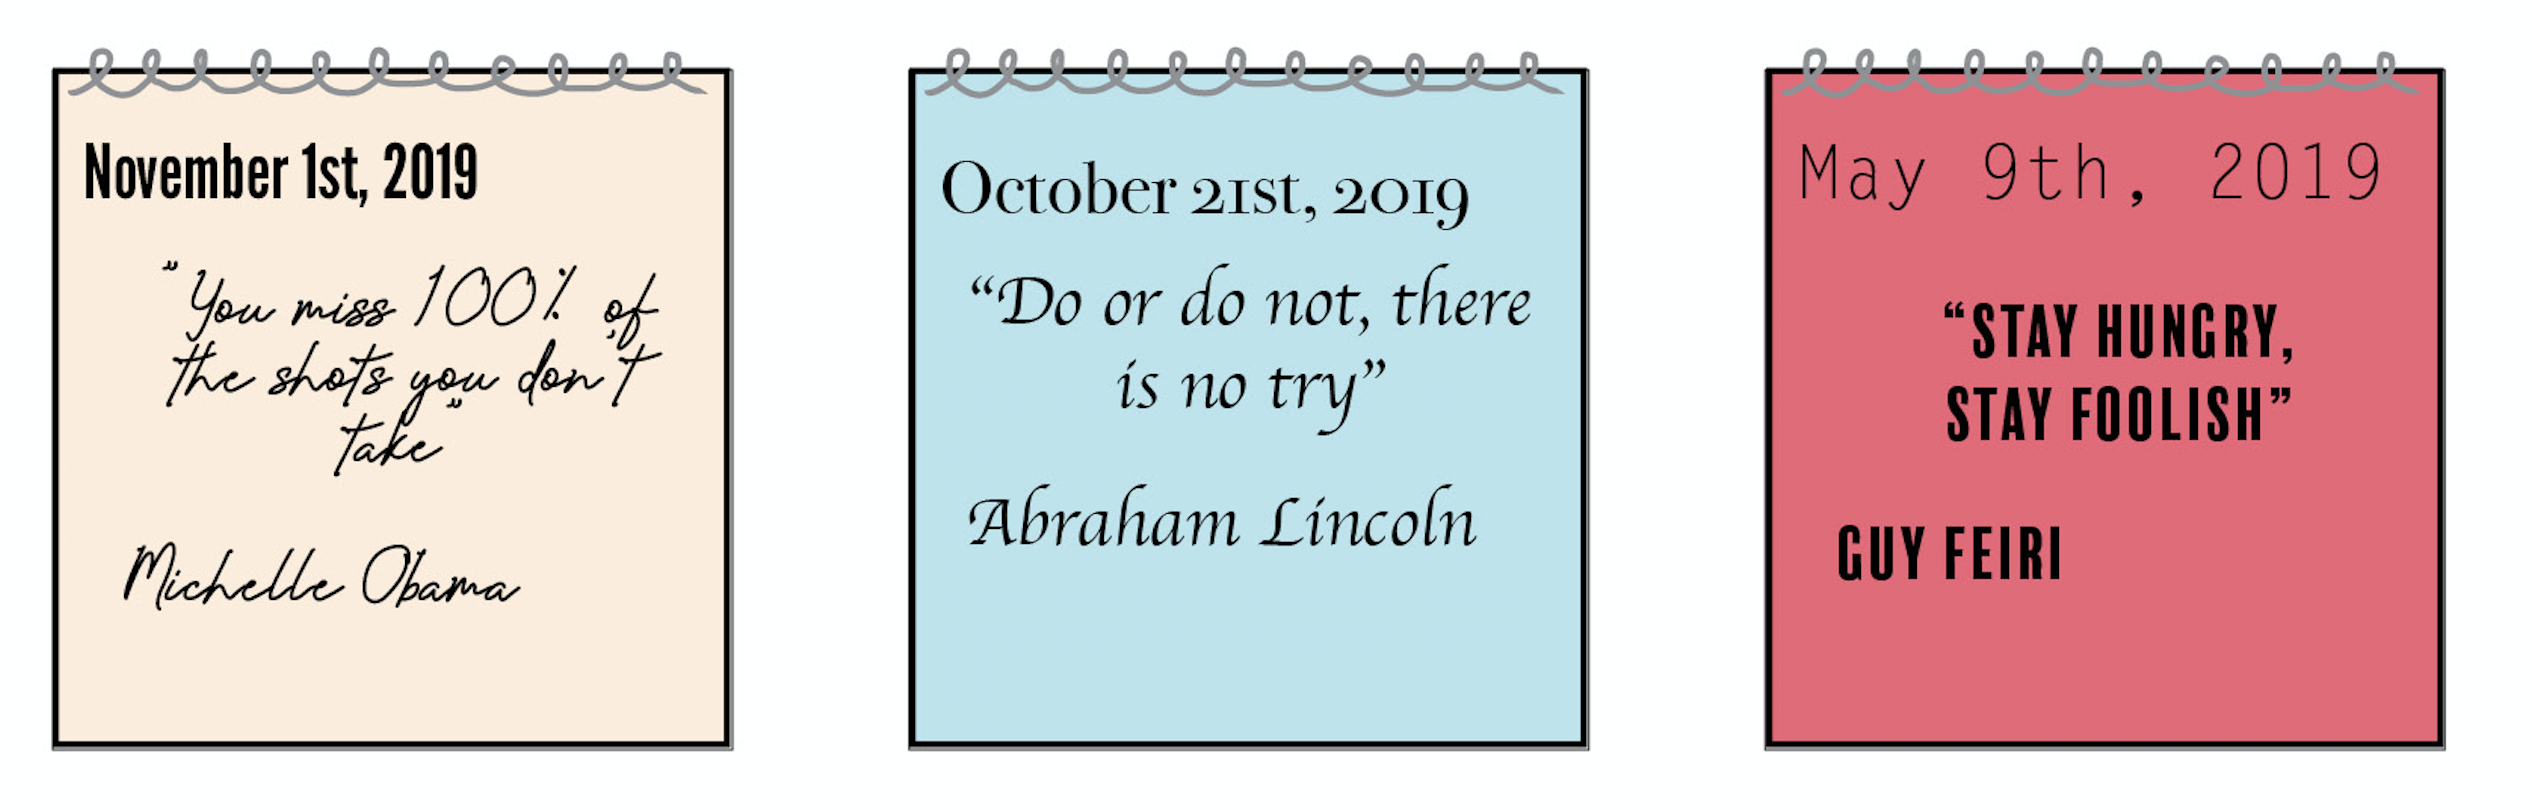 November 1st, 2019
"You miss 100% of
the shots you don't
take"
Michelle Obama
October 21st, 2019
“Do or do not, there
is no try”
Abraham Lincoln
May 9th, 2019
“STAY HUNGRY,
STAY FOOLISH”
GUY FEIRI